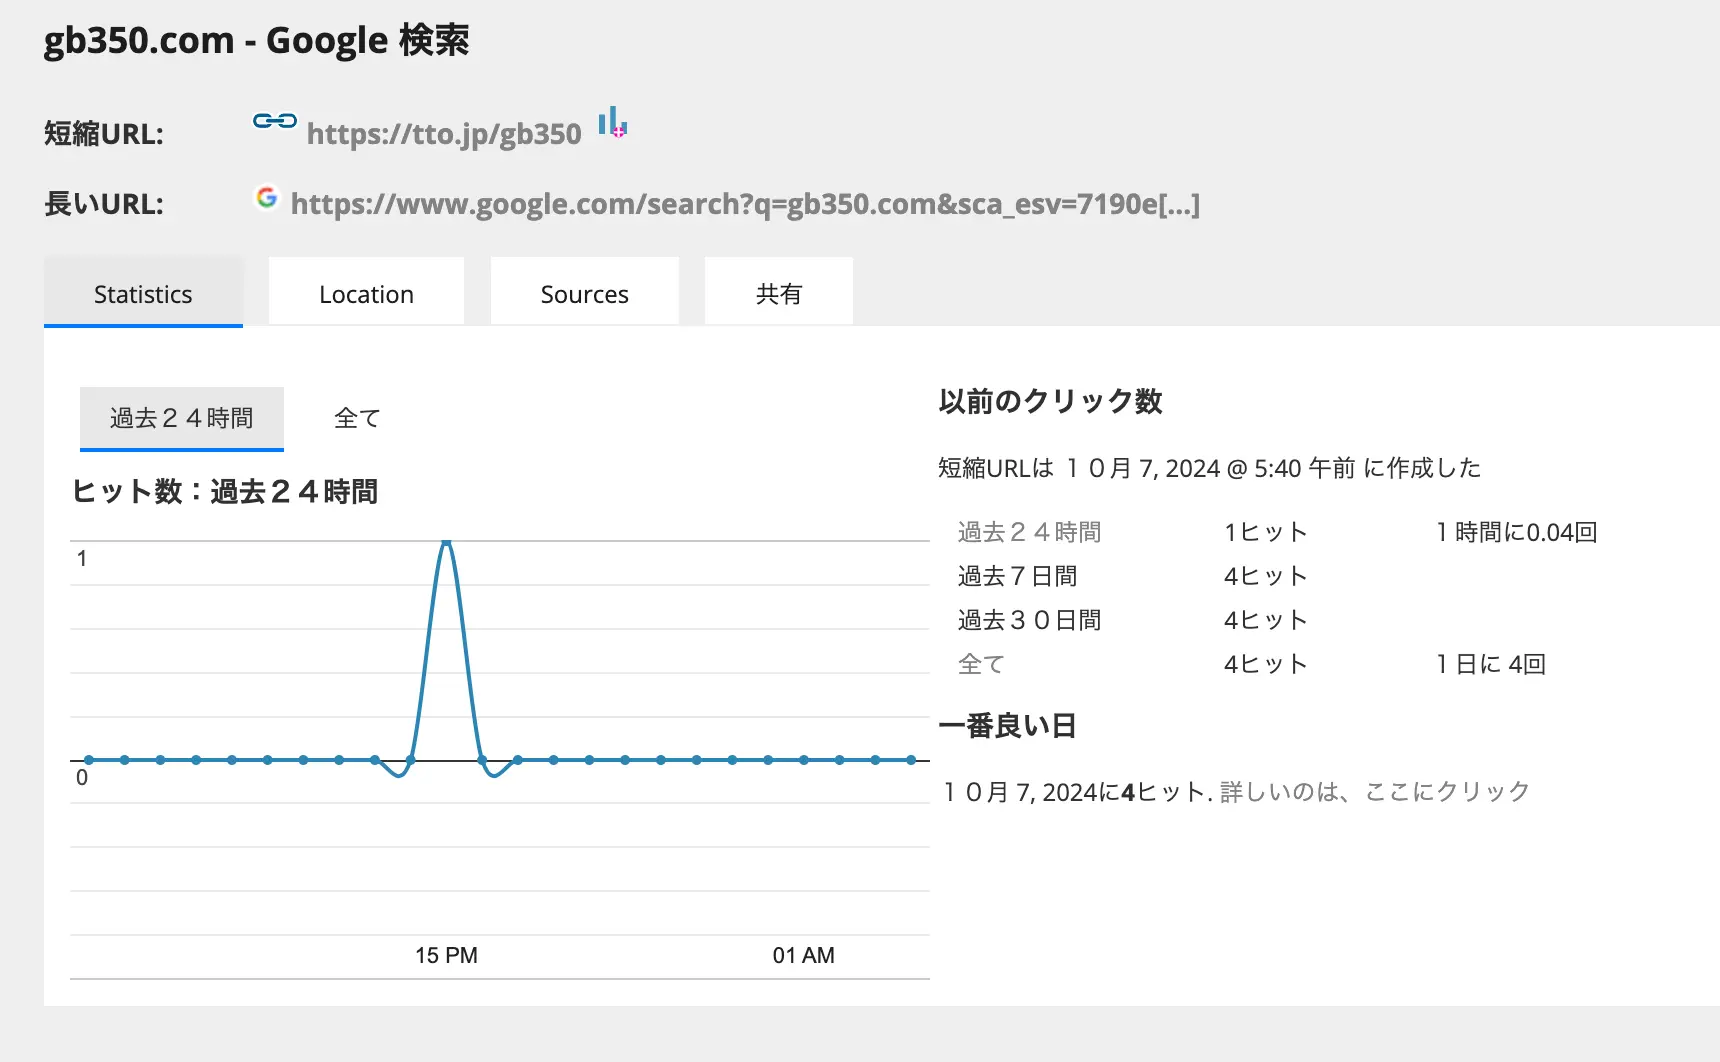 gb350.com - Google 検索
短縮URL: https://tto.jp/gb350
長いURL: https://www.google.com/search?q=gb350.com&sca_esv=7190e[...]
Statistics Location Sources 共有
過去２４時間 全て
ヒット数：過去２４時間
1
0
15 PM 01 AM
以前のクリック数
短縮URLは １０月 7, 2024 @ 5:40 午前 に作成した
過去２４時間 1ヒット １時間に0.04回
過去７日間 4ヒット
過去３０日間 4ヒット
全て 4ヒット １日に 4回
一番良い日
１０月 7, 2024に4ヒット. 詳しいのは、ここにクリック